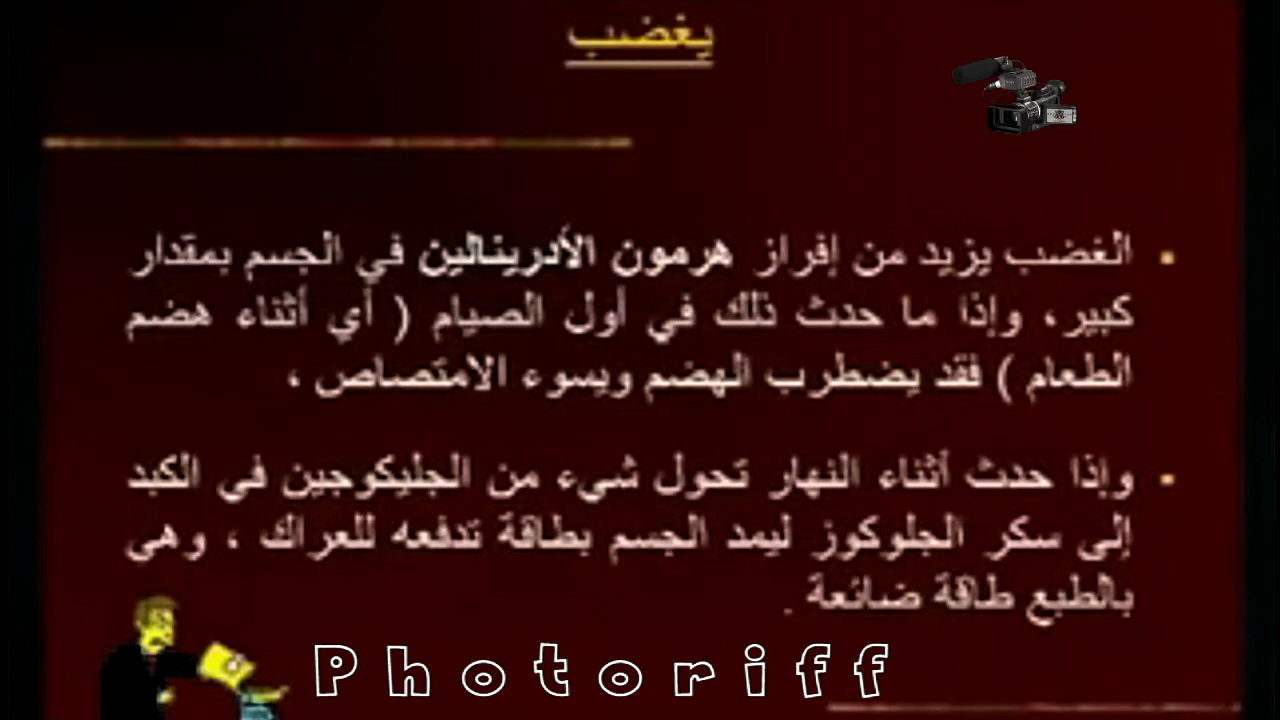 يغضب
الغضب يزيد من إفراز هرمون الأدرينالين في الجسم بمقدار
كبير، وإذا ما حدث ذلك في أول الصيام ( أي أثناء هضم
الطعام ) فقد يضطرب الهضم ويسوء الامتصاص ،
وإذا حدث أثناء النهار تحول شيء من الجليكوجين في الكبد
إلى سكر الجلوكوز ليمد الجسم بطاقة تدفعه للعراك ، وهى
بالطبع طاقة ضائعة .
Photoriff